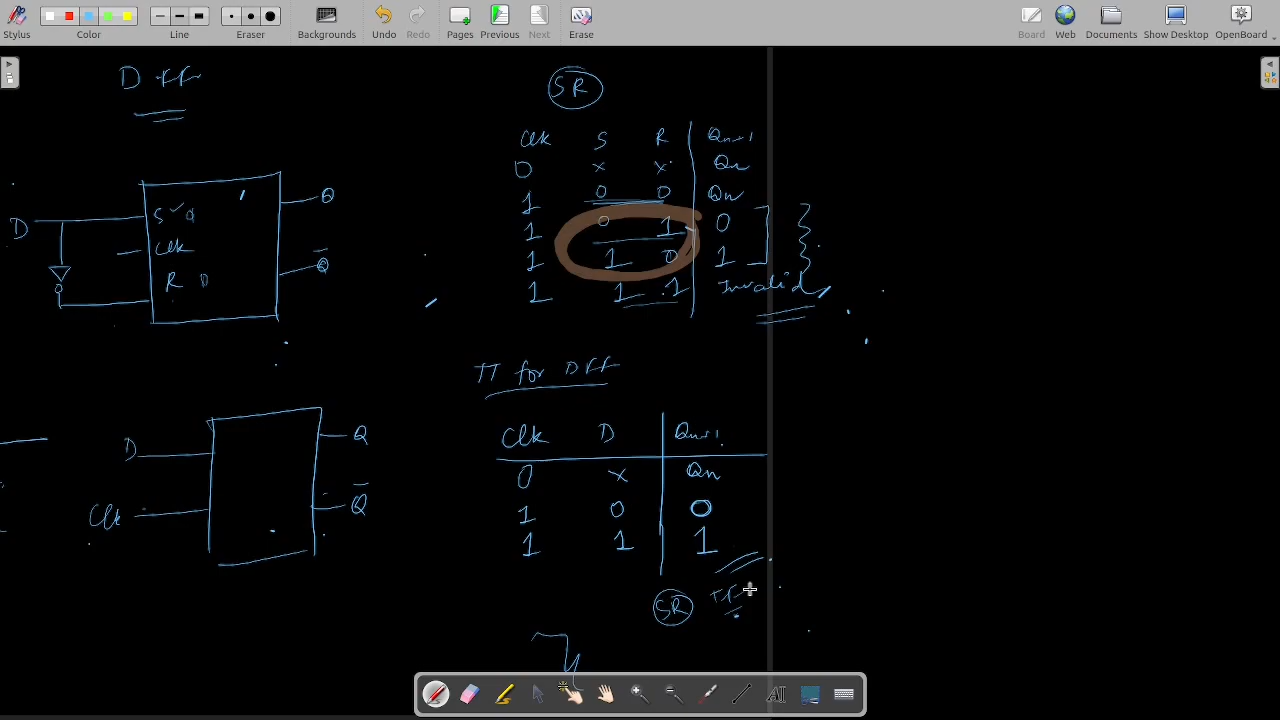 Stylus Color Line Eraser Backgrounds Undo Redo Pages Previous Next Erase Board Web Documents Show Desktop OpenBoard
D FF
D
S
Clk
R
Q
Q̅
D
Clk
Q
Q̅
SR
Clk S R Qn+1
0 x x Qn
1 0 0 Qn
1 0 1 0
1 1 0 1
1 1 1 Invalid
TT for DFF
Clk D Qn+1
0 x Qn
1 0 0
1 1 1
SR